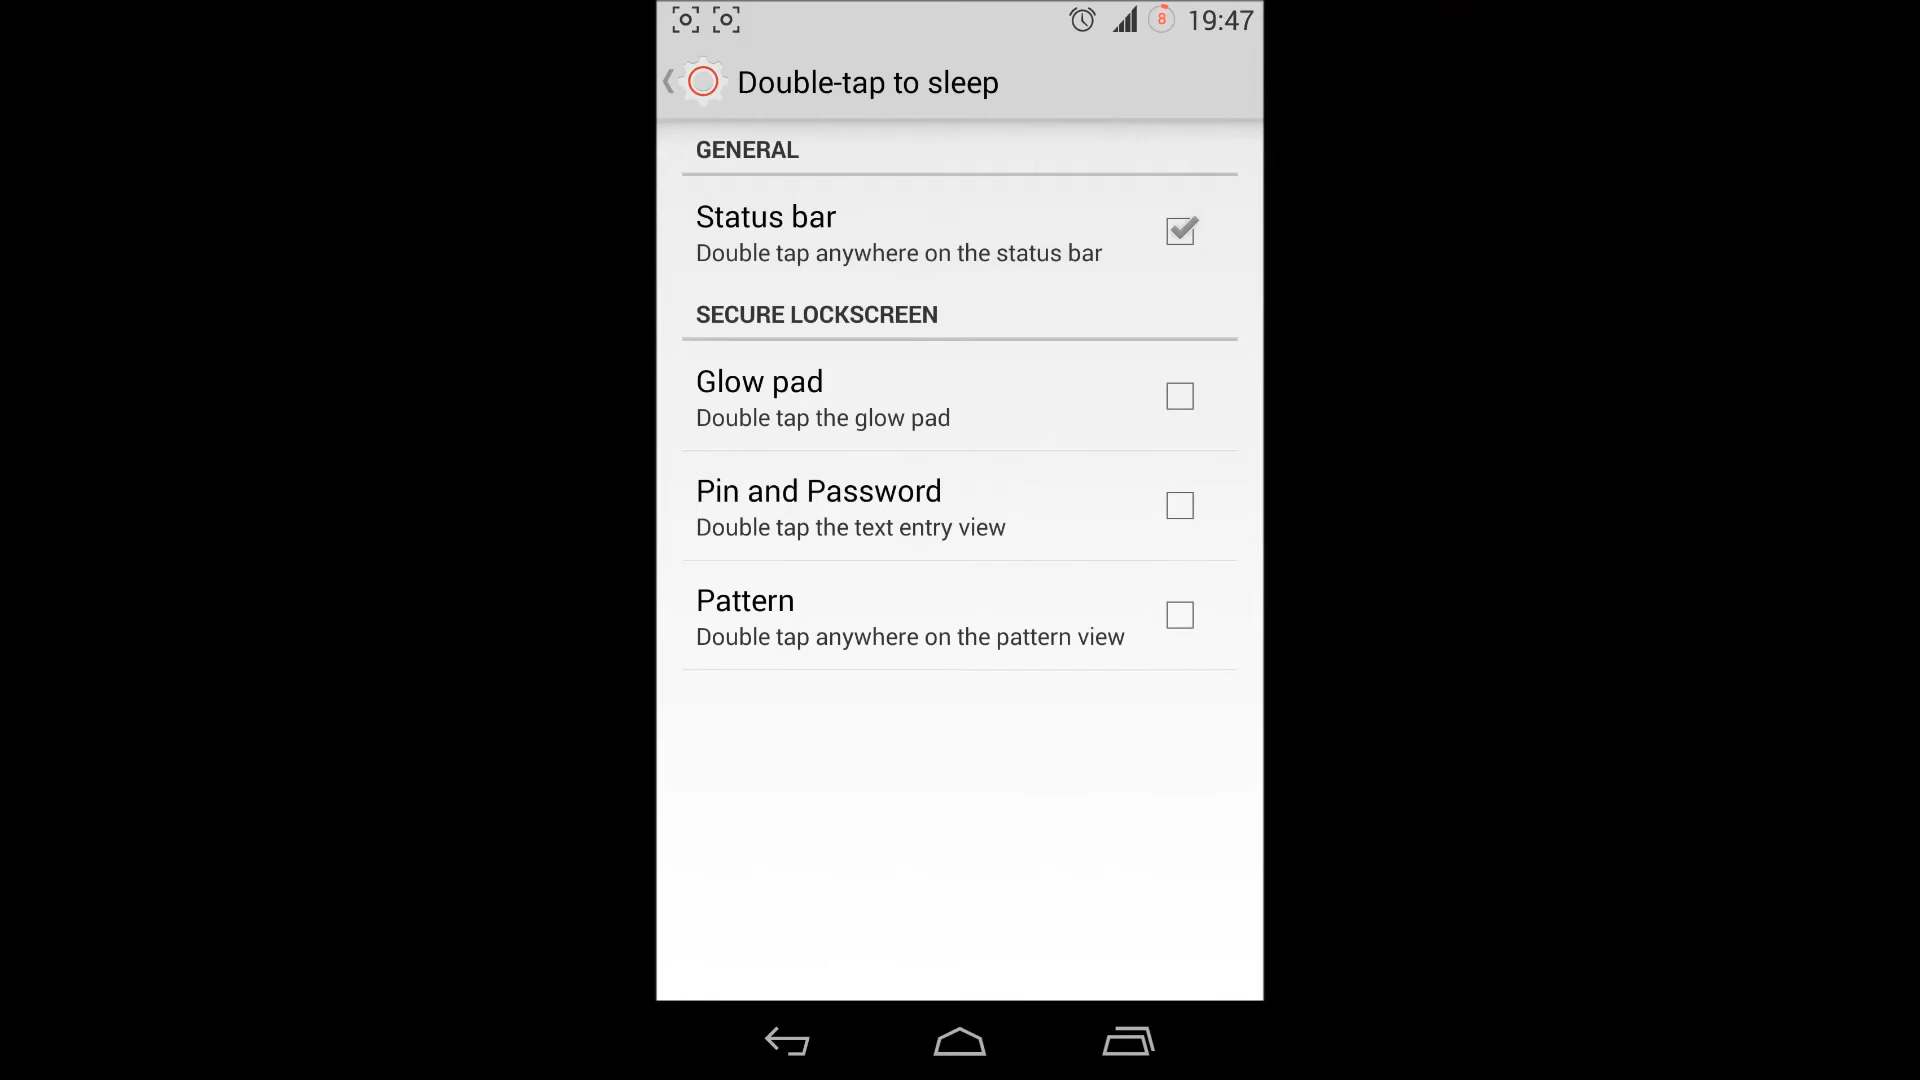 8 19:47
Double-tap to sleep
GENERAL
Status bar
Double tap anywhere on the status bar
SECURE LOCKSCREEN
Glow pad
Double tap the glow pad
Pin and Password
Double tap the text entry view
Pattern
Double tap anywhere on the pattern view